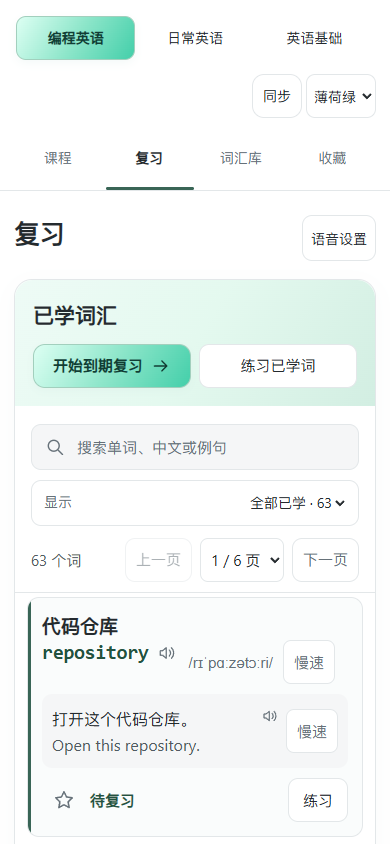 编程英语 日常英语 英语基础
同步 薄荷绿
课程 复习 词汇库 收藏
复习 语音设置
已学词汇
开始到期复习 → 练习已学词
搜索单词、中文或例句
显示 全部已学 · 63
63 个词 上一页 1 / 6 页 下一页
代码仓库
repository /rɪˈpɑːzətɔːri/ 慢速
打开这个代码仓库。 慢速
Open this repository.
待复习 练习